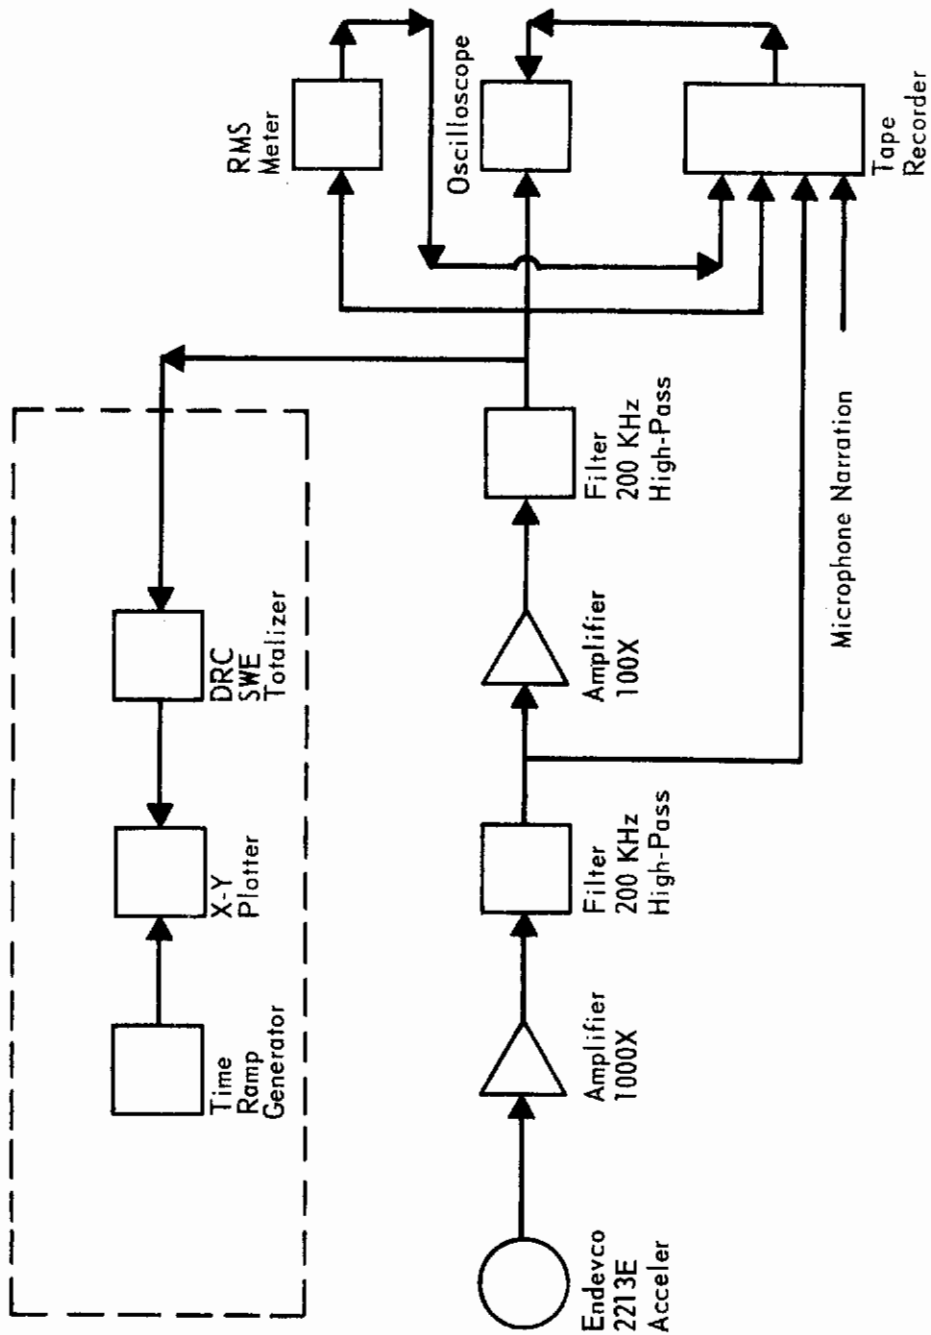 Time
Ramp
Generator
X-Y
Plotter
DRC
SWE
Totalizer
RMS
Meter
Oscilloscope
Tape
Recorder
Endevco
2213E
Acceler
Amplifier
1000X
Filter
200 KHz
High-Pass
Amplifier
100X
Filter
200 KHz
High-Pass
Microphone Narration